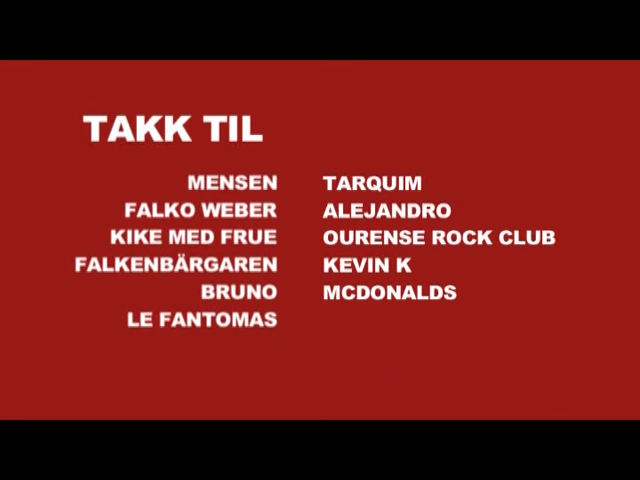 TAKK TIL
MENSEN
FALKO WEBER
KIKE MED FRUE
FALKENBÄRGAREN
BRUNO
LE FANTOMAS
TARQUIM
ALEJANDRO
OURENSE ROCK CLUB
KEVIN K
MCDONALDS